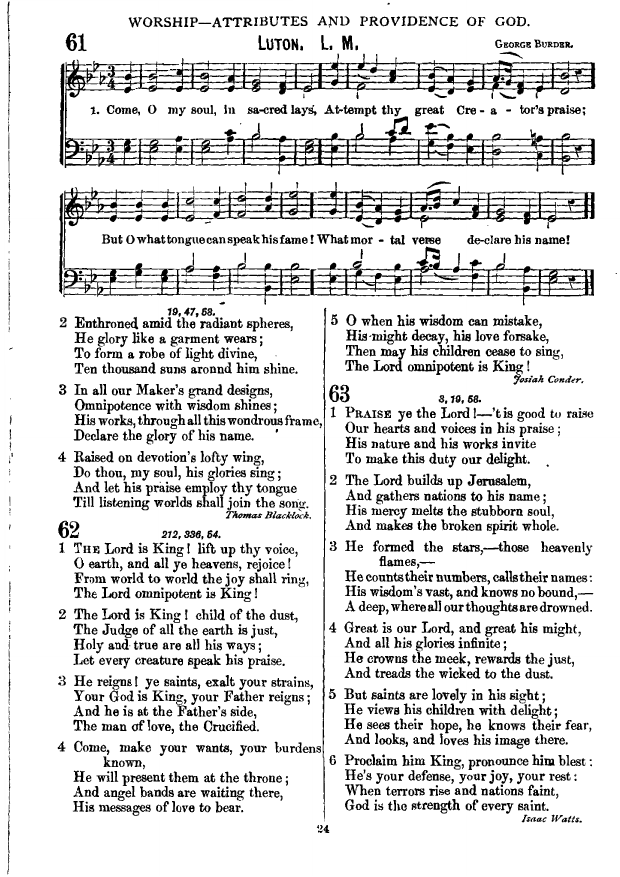 WORSHIP—ATTRIBUTES AND PROVIDENCE OF GOD.
61
LUTON. L. M.
GEORGE BURDER.
1. Come, O my soul, in sa-cred lays, At-tempt thy great Cre - a - tor's praise;
But O what tongue can speak his fame! What mor - tal verse de-clare his name!
19, 47, 58.
2 Enthroned amid the radiant spheres,
He glory like a garment wears;
To form a robe of light divine,
Ten thousand suns aronnd him shine.
3 In all our Maker's grand designs,
Omnipotence with wisdom shines;
His works, through all this wondrous frame,
Declare the glory of his name.
4 Raised on devotion's lofty wing,
Do thou, my soul, his glories sing;
And let his praise employ thy tongue
Till listening worlds shall join the song.
Thomas Blacklock.
62
212, 336, 54.
1 THE Lord is King! lift up thy voice,
O earth, and all ye heavens, rejoice!
From world to world the joy shall ring,
The Lord omnipotent is King!
2 The Lord is King! child of the dust,
The Judge of all the earth is just,
Holy and true are all his ways;
Let every creature speak his praise.
3 He reigns! ye saints, exalt your strains,
Your God is King, your Father reigns;
And he is at the Father's side,
The man of love, the Crucified.
4 Come, make your wants, your burdens
known,
He will present them at the throne;
And angel bands are waiting there,
His messages of love to bear.
5 O when his wisdom can mistake,
His might decay, his love forsake,
Then may his children cease to sing,
The Lord omnipotent is King!
Josiah Conder.
63
3, 19, 58.
1 PRAISE ye the Lord!—'t is good to raise
Our hearts and voices in his praise;
His nature and his works invite
To make this duty our delight.
2 The Lord builds up Jerusalem,
And gathers nations to his name;
His mercy melts the stubborn soul,
And makes the broken spirit whole.
3 He formed the stars,—those heavenly
flames,—
He counts their numbers, calls their names:
His wisdom's vast, and knows no bound,—
A deep, where all our thoughts are drowned.
4 Great is our Lord, and great his might,
And all his glories infinite;
He crowns the meek, rewards the just,
And treads the wicked to the dust.
5 But saints are lovely in his sight;
He views his children with delight;
He sees their hope, he knows their fear,
And looks, and loves his image there.
6 Proclaim him King, pronounce him blest:
He's your defense, your joy, your rest:
When terrors rise and nations faint,
God is the strength of every saint.
Isaac Watts.
24